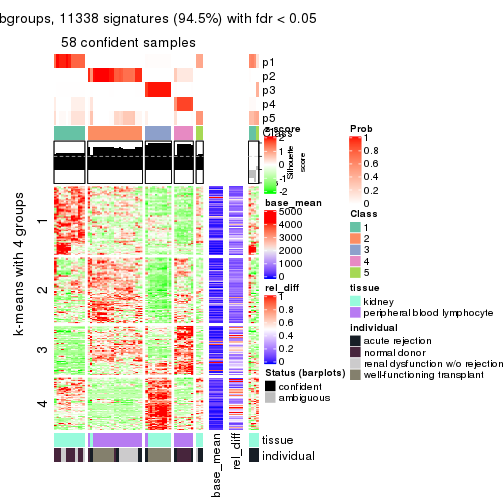 bgroups, 11338 signatures (94.5%) with fdr < 0.05
58 confident samples
p1
p2
p3
p4
p5
Class
z-score
2
-2
Silhouette
score
k-means with 4 groups
1
2
3
4
base_mean
5000
4000
3000
2000
1000
0
rel_diff
1
0.8
0.6
0.4
0.2
0
Status (barplots)
confident
ambiguous
Prob
1
0.8
0.6
0.4
0.2
0
Class
1
2
3
4
5
tissue
kidney
peripheral blood lymphocyte
individual
acute rejection
normal donor
renal dysfunction w/o rejection
well-functioning transplant
tissue
individual
base_mean
rel_diff